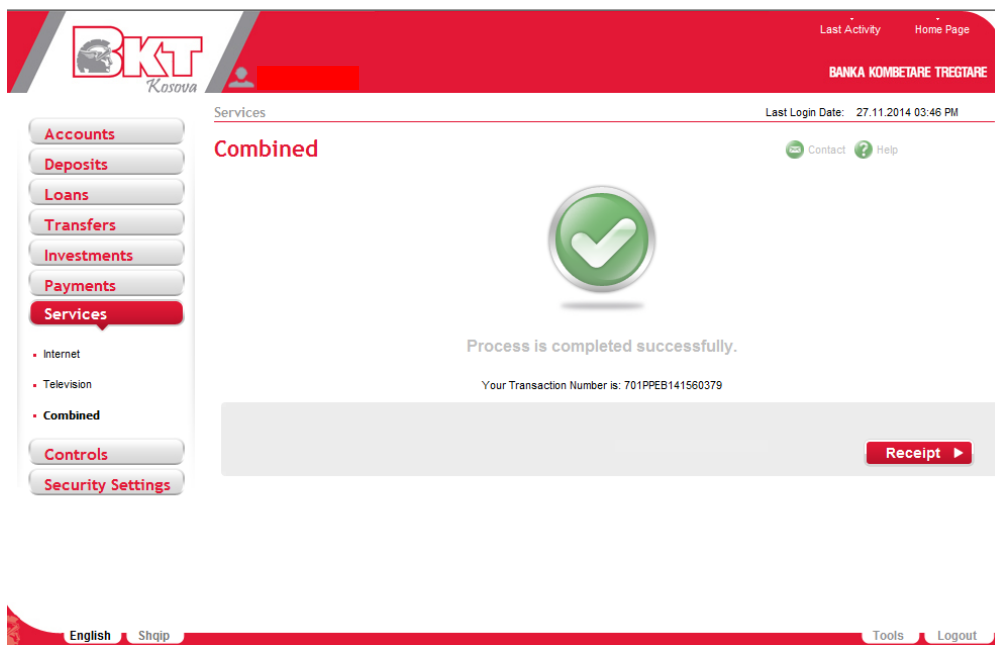 Last Activity
Home Page
BKT
Kosova
BANKA KOMBETARE TREGTARE
Services
Last Login Date: 27.11.2014 03:46 PM
Combined
Contact
Help
Accounts
Deposits
Loans
Transfers
Investments
Payments
Services
Internet
Television
Combined
Controls
Security Settings
Process is completed successfully.
Your Transaction Number is: 701PPEB141560379
Receipt
English
Shqip
Tools
Logout